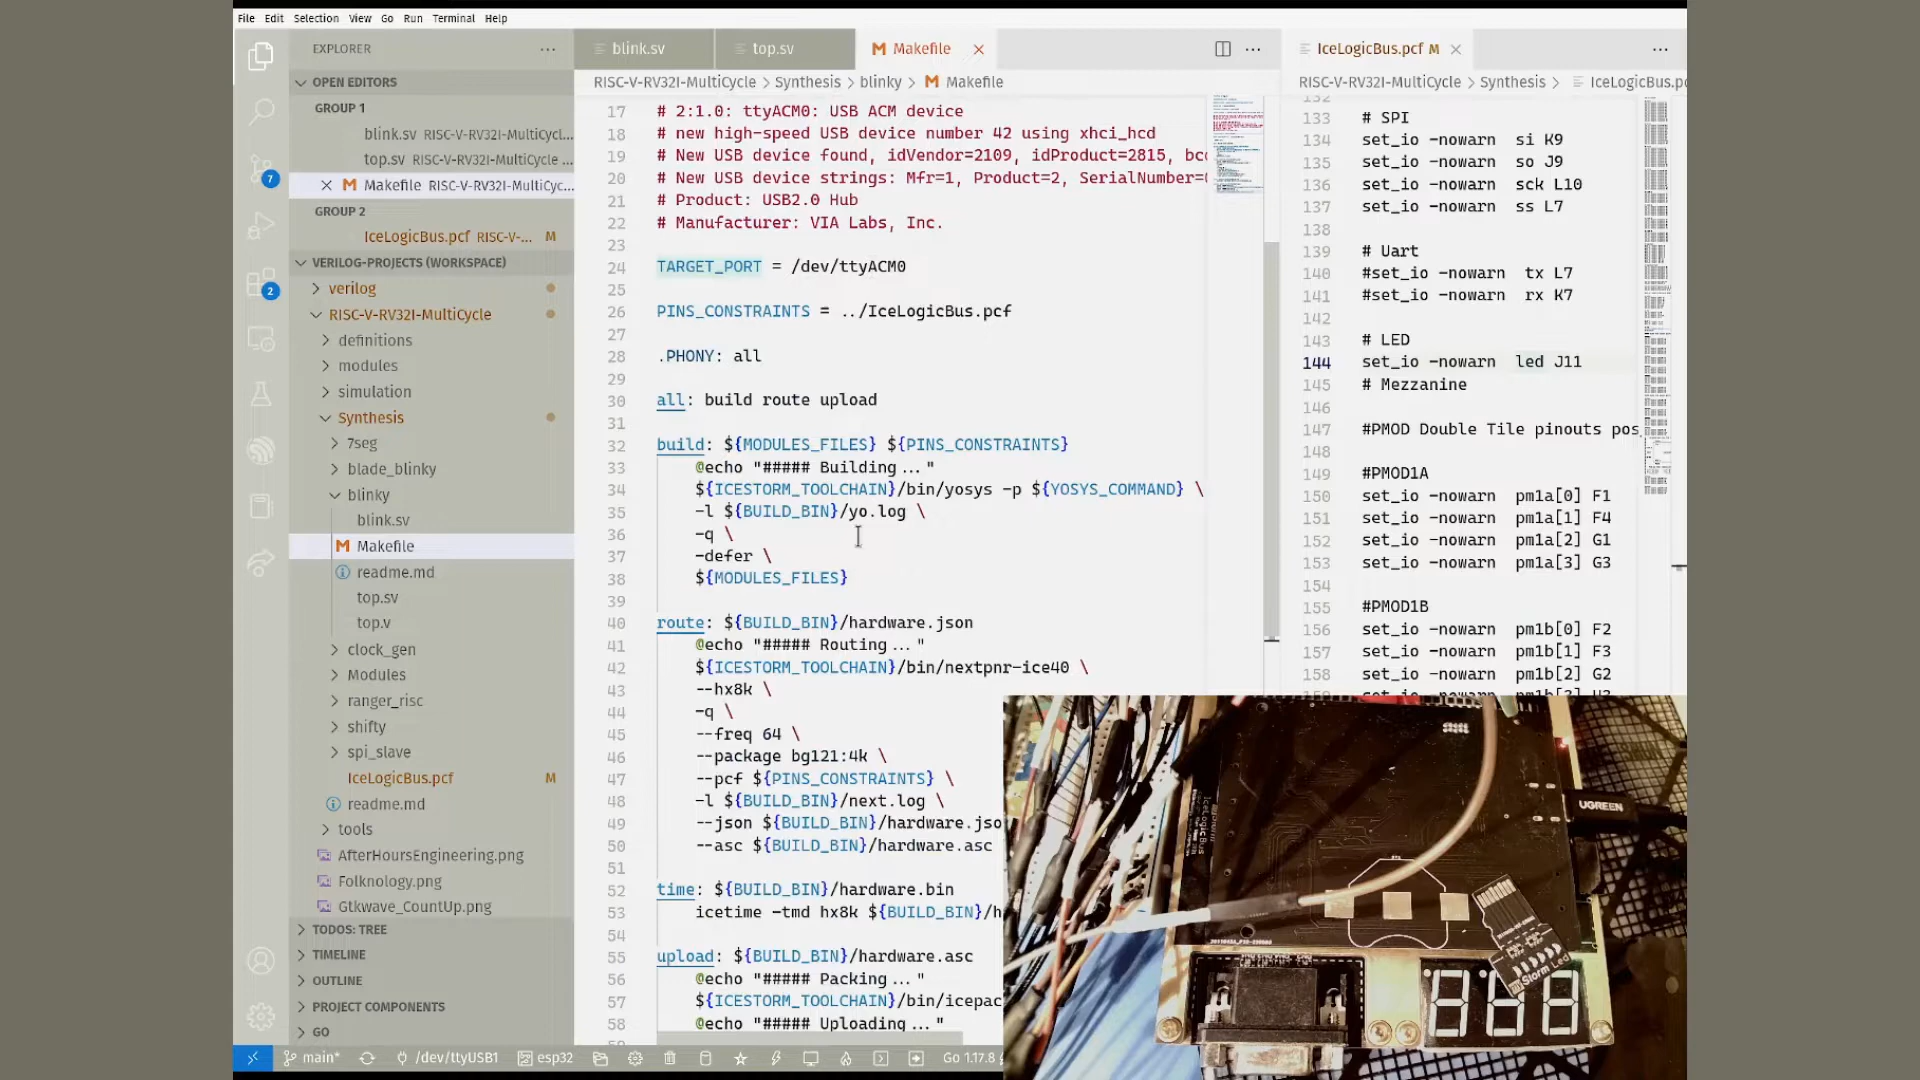 File Edit Selection View Go Run Terminal Help
EXPLORER
OPEN EDITORS
GROUP 1
blink.sv RISC-V-RV32I-MultiCycl...
top.sv RISC-V-RV32I-MultiCycle ...
Makefile RISC-V-RV32I-MultiCyc...
GROUP 2
IceLogicBus.pcf RISC-V-... M
VERILOG-PROJECTS (WORKSPACE)
verilog
RISC-V-RV32I-MultiCycle
definitions
modules
simulation
Synthesis
7seg
blade_blinky
blinky
blink.sv
Makefile
readme.md
top.sv
top.v
clock_gen
Modules
ranger_risc
shifty
spi_slave
IceLogicBus.pcf M
readme.md
tools
AfterHoursEngineering.png
Folknology.png
Gtkwave_CountUp.png
TODOS: TREE
TIMELINE
OUTLINE
PROJECT COMPONENTS
GO
7
2
blink.sv top.sv Makefile
RISC-V-RV32I-MultiCycle > Synthesis > blinky > Makefile
17 # 2:1.0: ttyACM0: USB ACM device
18 # new high-speed USB device number 42 using xhci_hcd
19 # New USB device found, idVendor=2109, idProduct=2815, bc
20 # New USB device strings: Mfr=1, Product=2, SerialNumber=
21 # Product: USB2.0 Hub
22 # Manufacturer: VIA Labs, Inc.
23
24 TARGET_PORT = /dev/ttyACM0
25
26 PINS_CONSTRAINTS = ../IceLogicBus.pcf
27
28 .PHONY: all
29
30 all: build route upload
31
32 build: ${MODULES_FILES} ${PINS_CONSTRAINTS}
33 @echo "##### Building..."
34 ${ICESTORM_TOOLCHAIN}/bin/yosys -p ${YOSYS_COMMAND} \
35 -l ${BUILD_BIN}/yo.log \
36 -q \
37 -defer \
38 ${MODULES_FILES}
39
40 route: ${BUILD_BIN}/hardware.json
41 @echo "##### Routing..."
42 ${ICESTORM_TOOLCHAIN}/bin/nextpnr-ice40 \
43 --hx8k \
44 -q \
45 --freq 64 \
46 --package bg121:4k \
47 --pcf ${PINS_CONSTRAINTS} \
48 -l ${BUILD_BIN}/next.log \
49 --json ${BUILD_BIN}/hardware.jso
50 --asc ${BUILD_BIN}/hardware.asc
51
52 time: ${BUILD_BIN}/hardware.bin
53 icetime -tmd hx8k ${BUILD_BIN}/h
54
55 upload: ${BUILD_BIN}/hardware.asc
56 @echo "##### Packing..."
57 ${ICESTORM_TOOLCHAIN}/bin/icepac
58 @echo "##### Uploading..."
IceLogicBus.pcf M
RISC-V-RV32I-MultiCycle > Synthesis > IceLogicBus.pc
132
133 # SPI
134 set_io -nowarn si K9
135 set_io -nowarn so J9
136 set_io -nowarn sck L10
137 set_io -nowarn ss L7
138
139 # Uart
140 #set_io -nowarn tx L7
141 #set_io -nowarn rx K7
142
143 # LED
144 set_io -nowarn led J11
145 # Mezzanine
146
147 #PMOD Double Tile pinouts pos
148
149 #PMOD1A
150 set_io -nowarn pm1a[0] F1
151 set_io -nowarn pm1a[1] F4
152 set_io -nowarn pm1a[2] G1
153 set_io -nowarn pm1a[3] G3
154
155 #PMOD1B
156 set_io -nowarn pm1b[0] F2
157 set_io -nowarn pm1b[1] F3
158 set_io -nowarn pm1b[2] G2
UGREEN
IceLogicBus
Storm Led
main* /dev/ttyUSB1 esp32 Go 1.17.8